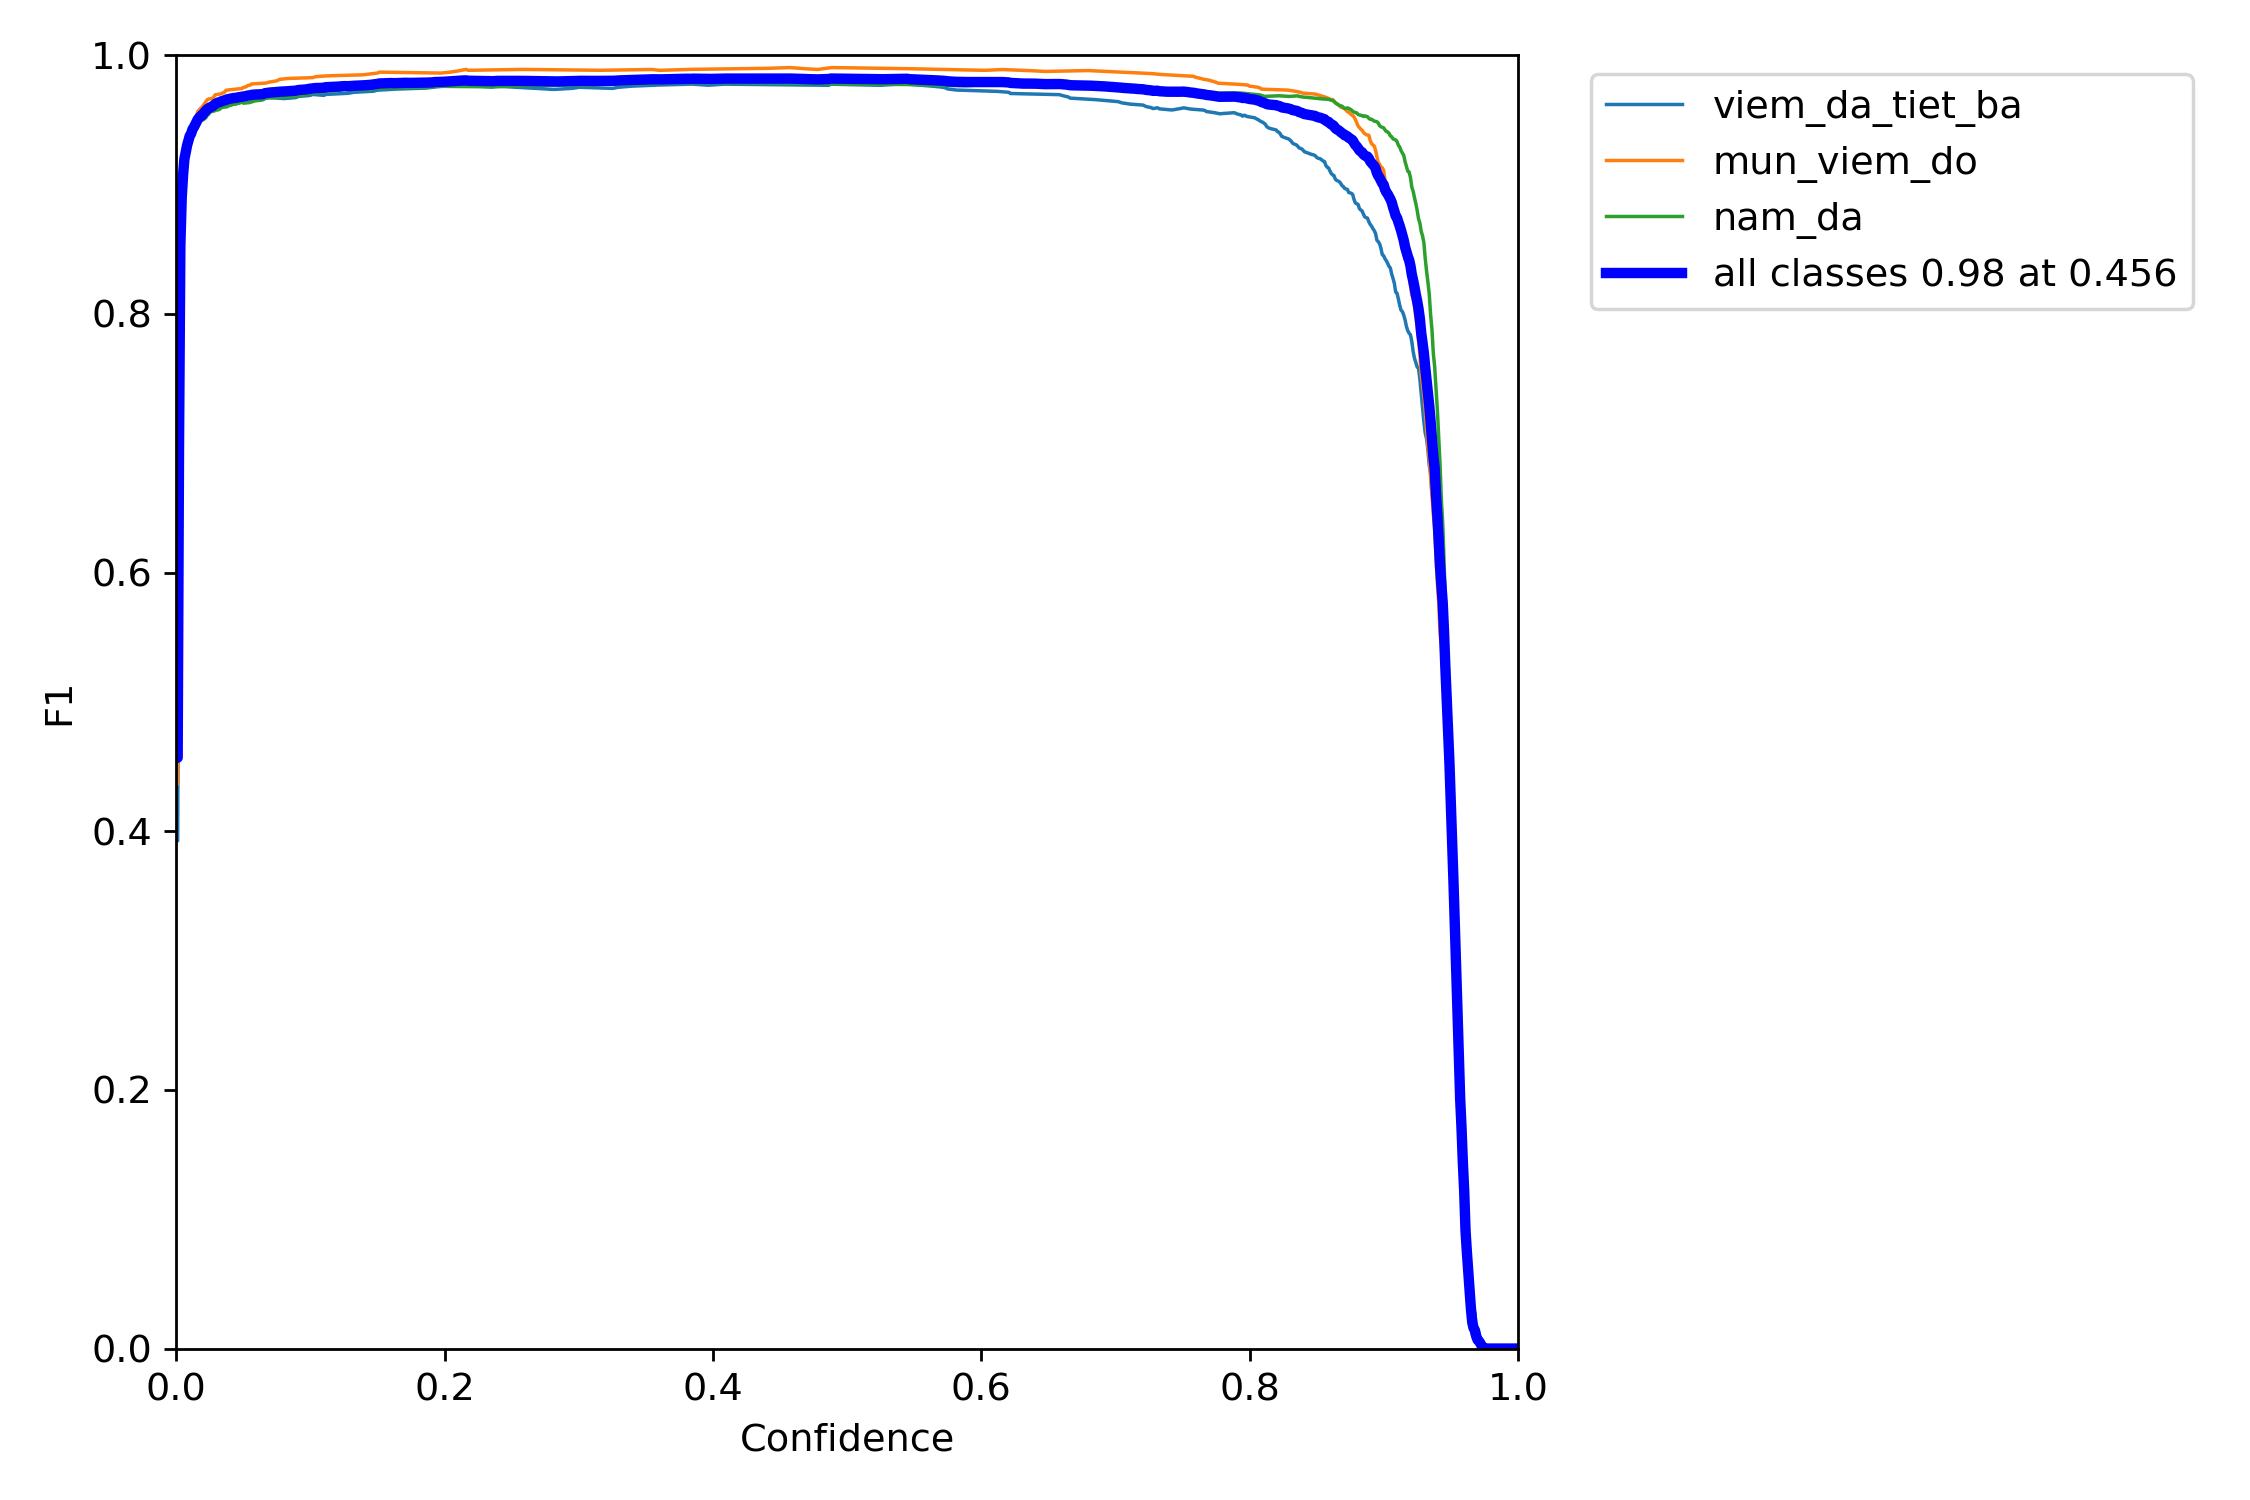 1.0
0.8
0.6
0.4
0.2
0.0
F1
0.0 0.2 0.4 0.6 0.8 1.0
Confidence
viem_da_tiet_ba
mun_viem_do
nam_da
all classes 0.98 at 0.456